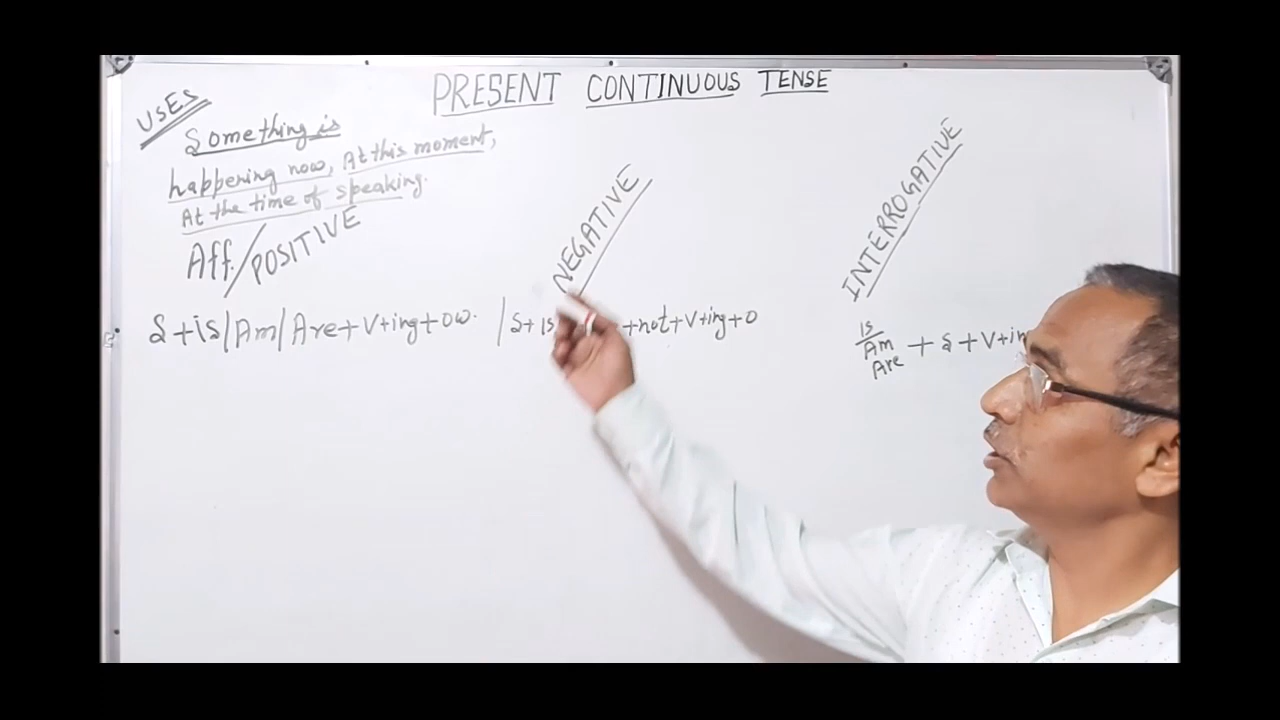 PRESENT CONTINUOUS TENSE
USES
Something is
happening now, At this moment,
At the time of speaking.
Aff./POSITIVE
NEGATIVE
INTERROGATIVE
S+is/Am/Are+V+ing+ow.
S+is +not+V+ing+O
is
Am + S+V+in
Are